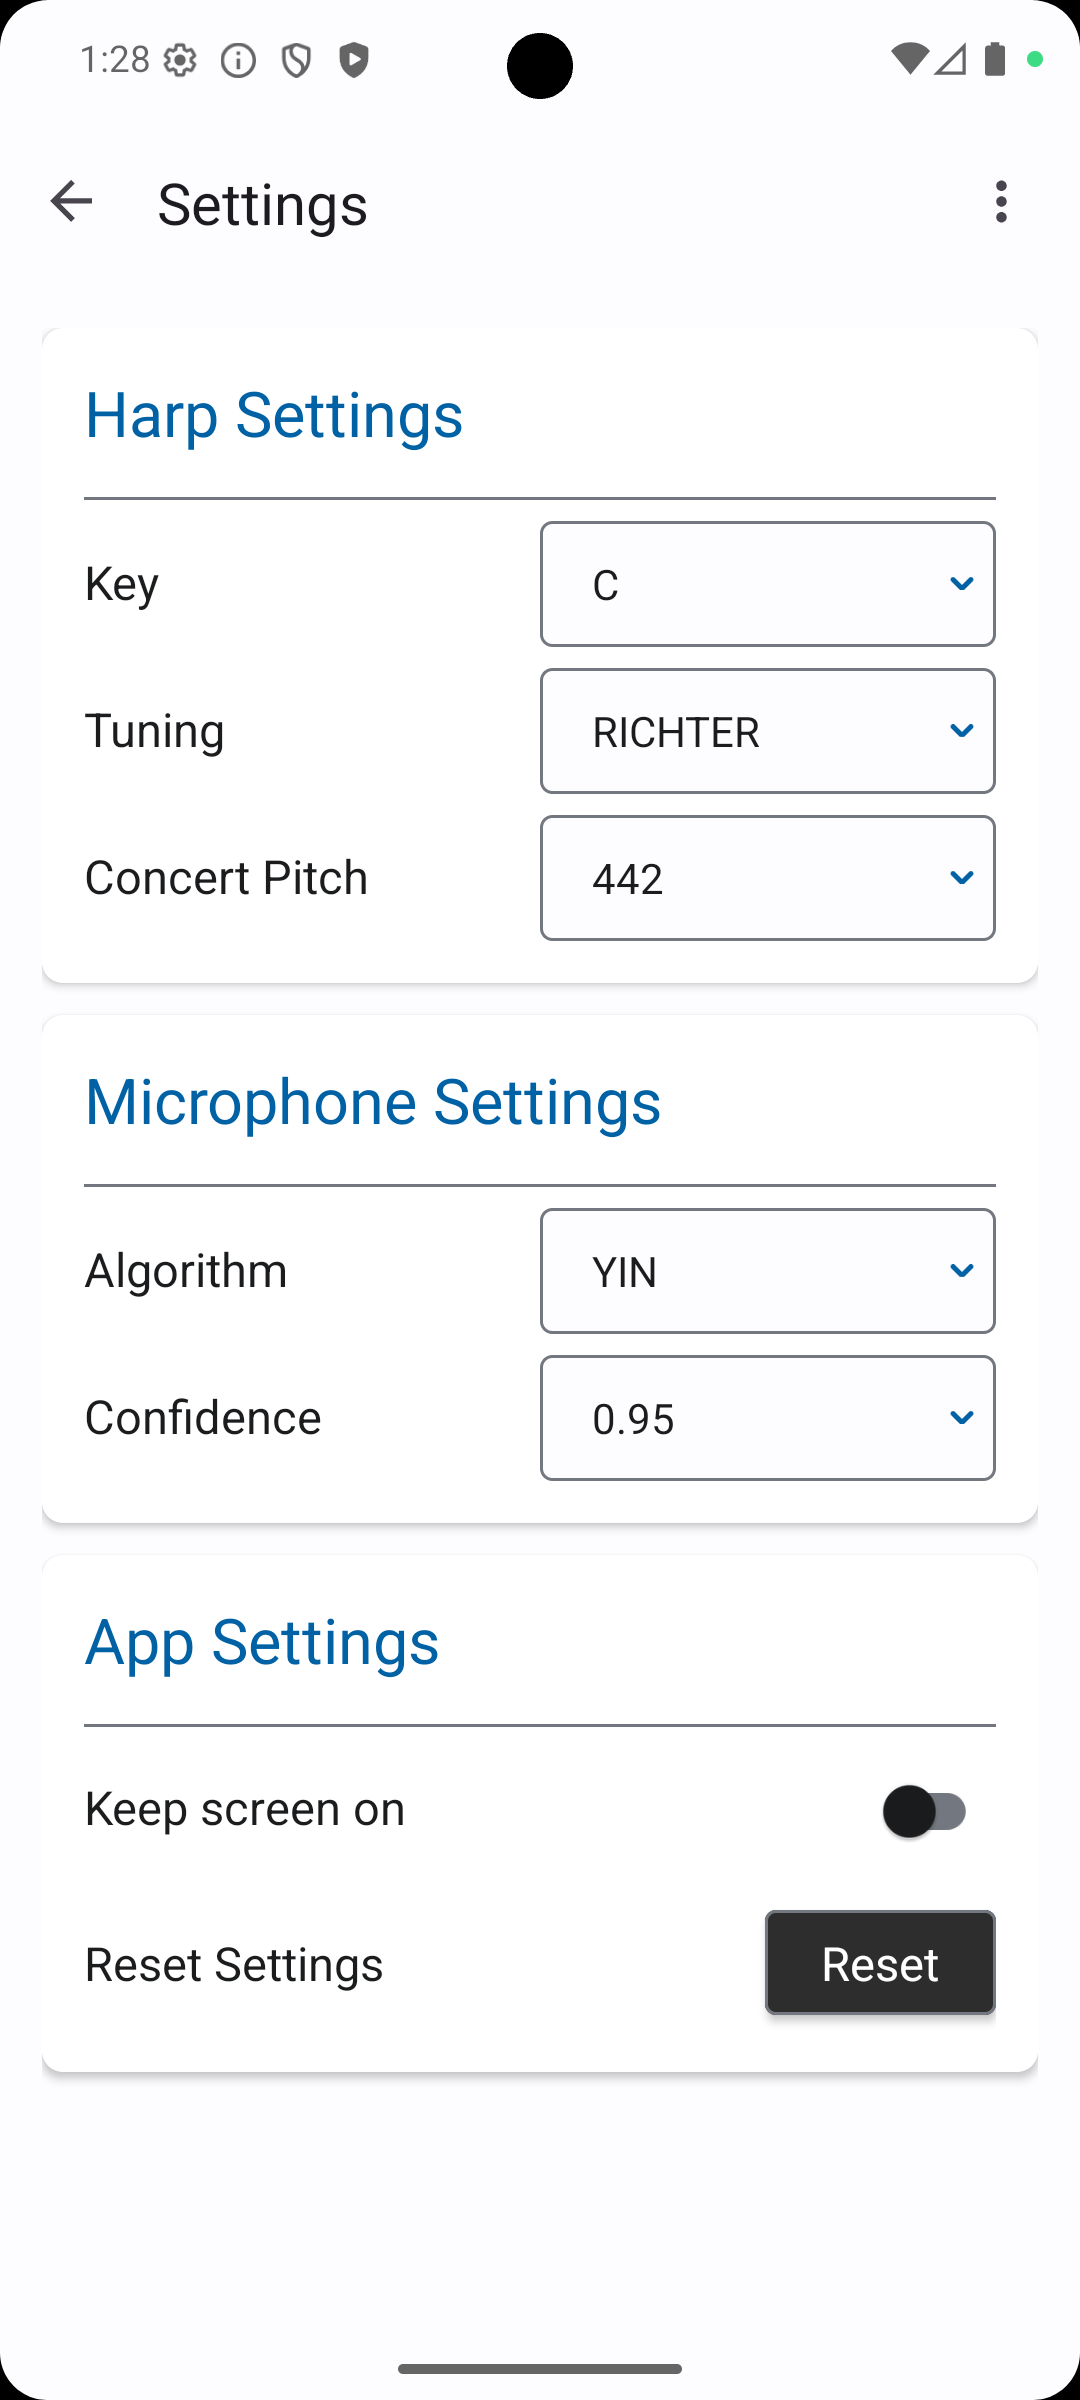 1:28
Settings
Harp Settings
Key
C
Tuning
RICHTER
Concert Pitch
442
Microphone Settings
Algorithm
YIN
Confidence
0.95
App Settings
Keep screen on
Reset Settings
Reset